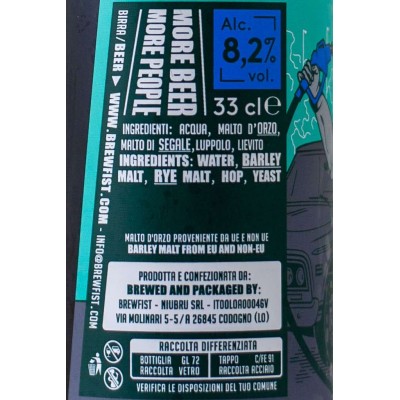 BIRRA / BEER ► WWW.BREWFIST.COM - INFO@BREWFIST.COM
MORE BEER
MORE PEOPLE
Alc.
8,2%
vol.
33 cl e
INGREDIENTI: ACQUA, MALTO D'ORZO,
MALTO DI SEGALE, LUPPOLO, LIEVITO
INGREDIENTS: WATER, BARLEY
MALT, RYE MALT, HOP, YEAST
MALTO D'ORZO PROVENIENTE DA UE E NON UE
BARLEY MALT FROM EU AND NON-EU
PRODOTTA E CONFEZIONATA DA:
BREWED AND PACKAGED BY:
BREWFIST - NIUBRU SRL - IT00LOA00046V
VIA MOLINARI 5-5/A 26845 CODOGNO (LO)
RACCOLTA DIFFERENZIATA
BOTTIGLIA GL 72 TAPPO C/FE 91
RACCOLTA VETRO RACCOLTA ACCIAIO
VERIFICA LE DISPOSIZIONI DEL TUO COMUNE